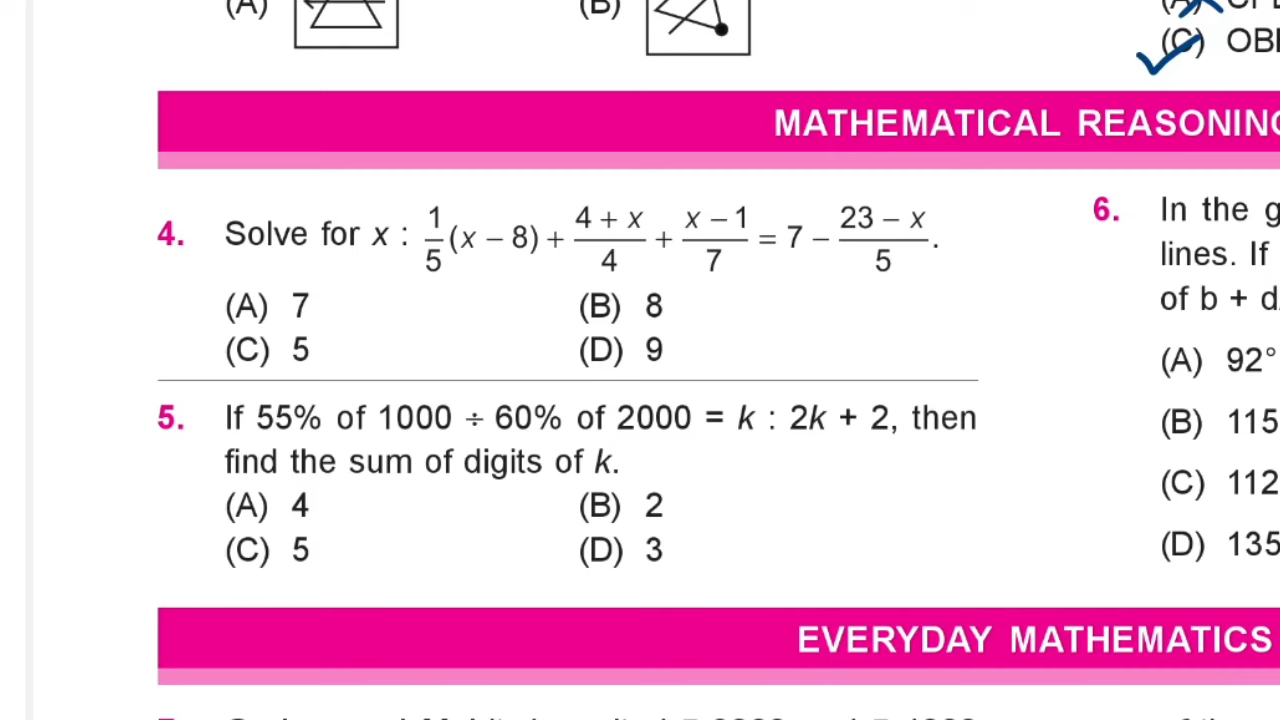 (A)
(B)
(C) OB
MATHEMATICAL REASONING
4. Solve for x : 1/5 (x – 8) + (4 + x)/4 + (x – 1)/7 = 7 – (23 – x)/5 .
(A) 7 (B) 8
(C) 5 (D) 9
5. If 55% of 1000 ÷ 60% of 2000 = k : 2k + 2, then
find the sum of digits of k.
(A) 4 (B) 2
(C) 5 (D) 3
6. In the g
lines. If
of b + d
(A) 92°
(B) 115
(C) 112
(D) 135
EVERYDAY MATHEMATICS